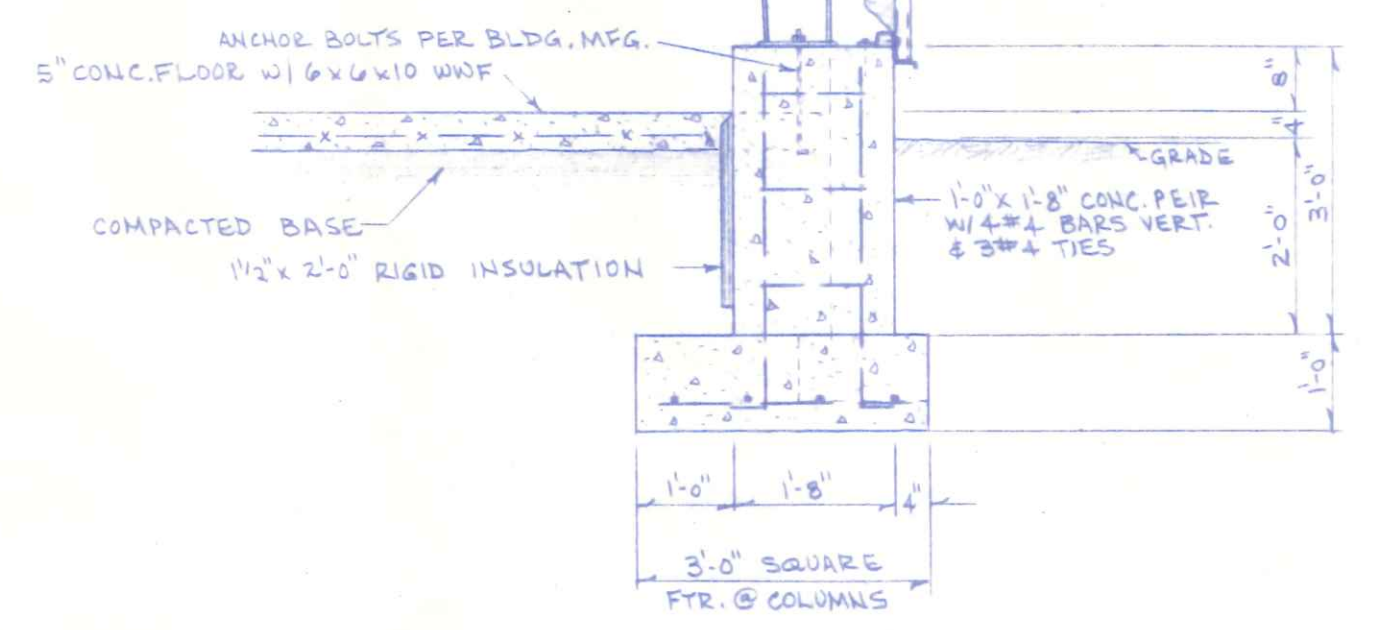 ANCHOR BOLTS PER BLDG. MFG.
5" CONC. FLOOR W/ 6x6x10 WWF
8"
4"
GRADE
1'-0" x 1'-8" CONC. PEIR
W/ 4#4 BARS VERT.
& 3#4 TIES
2'-0"
3'-0"
COMPACTED BASE
1 1/2" x 2'-0" RIGID INSULATION
1'-0"
1'-0"
1'-8"
4"
3'-0" SQUARE
FTR. @ COLUMNS